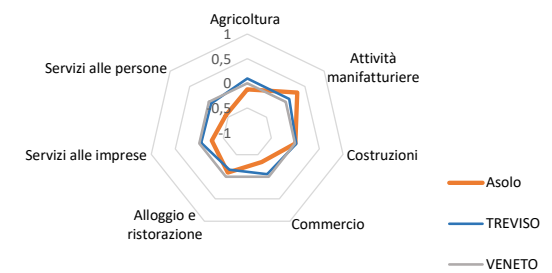 Agricoltura
1
0,5
0
-0,5
-1
Attività
manifatturiere
Costruzioni
Commercio
Alloggio e
ristorazione
Servizi alle imprese
Servizi alle persone
Asolo
TREVISO
VENETO